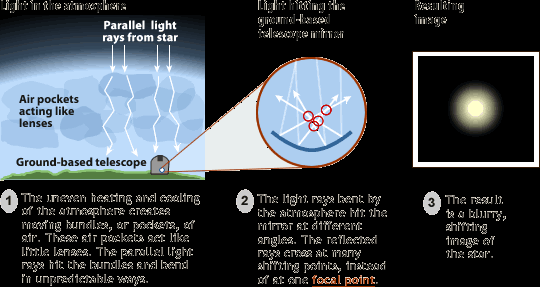 Light in the atmosphere
Parallel light
rays from star
Air pockets
acting like
lenses
Ground-based telescope
Light hitting the
ground-based
telescope mirror
Resulting
image
1
The uneven heating and cooling
of the atmosphere creates
moving bundles, or pockets, of
air. These air packets act like
little lenses. The parallel light
rays hit the bundles and bend
in unpredictable ways.
2
The light rays bent by
the atmosphere hit the
mirror at different
angles. The reflected
rays cross at many
shifting points, instead
of at one focal point.
3
The result
is a blurry,
shifting
image of
the star.